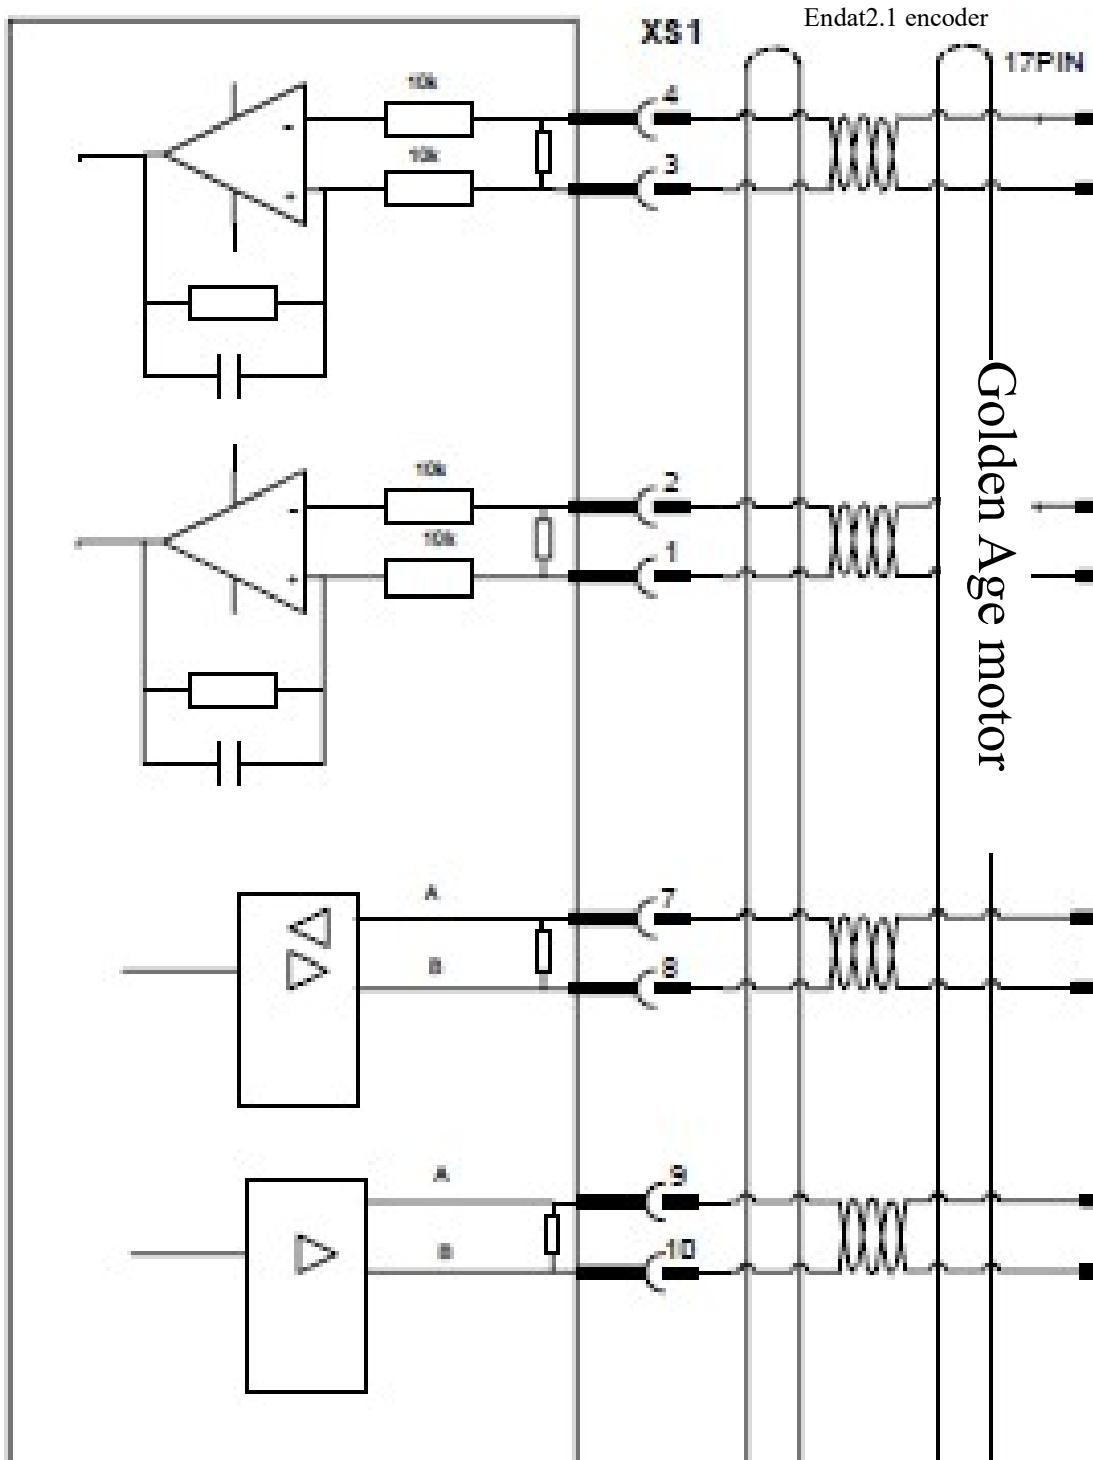 Endat2.1 encoder
XS1
17PIN
10k
4
10k
3
-
+
10k
2
10k
1
-
+
Golden Age motor
A
7
B
8
A
9
B
10